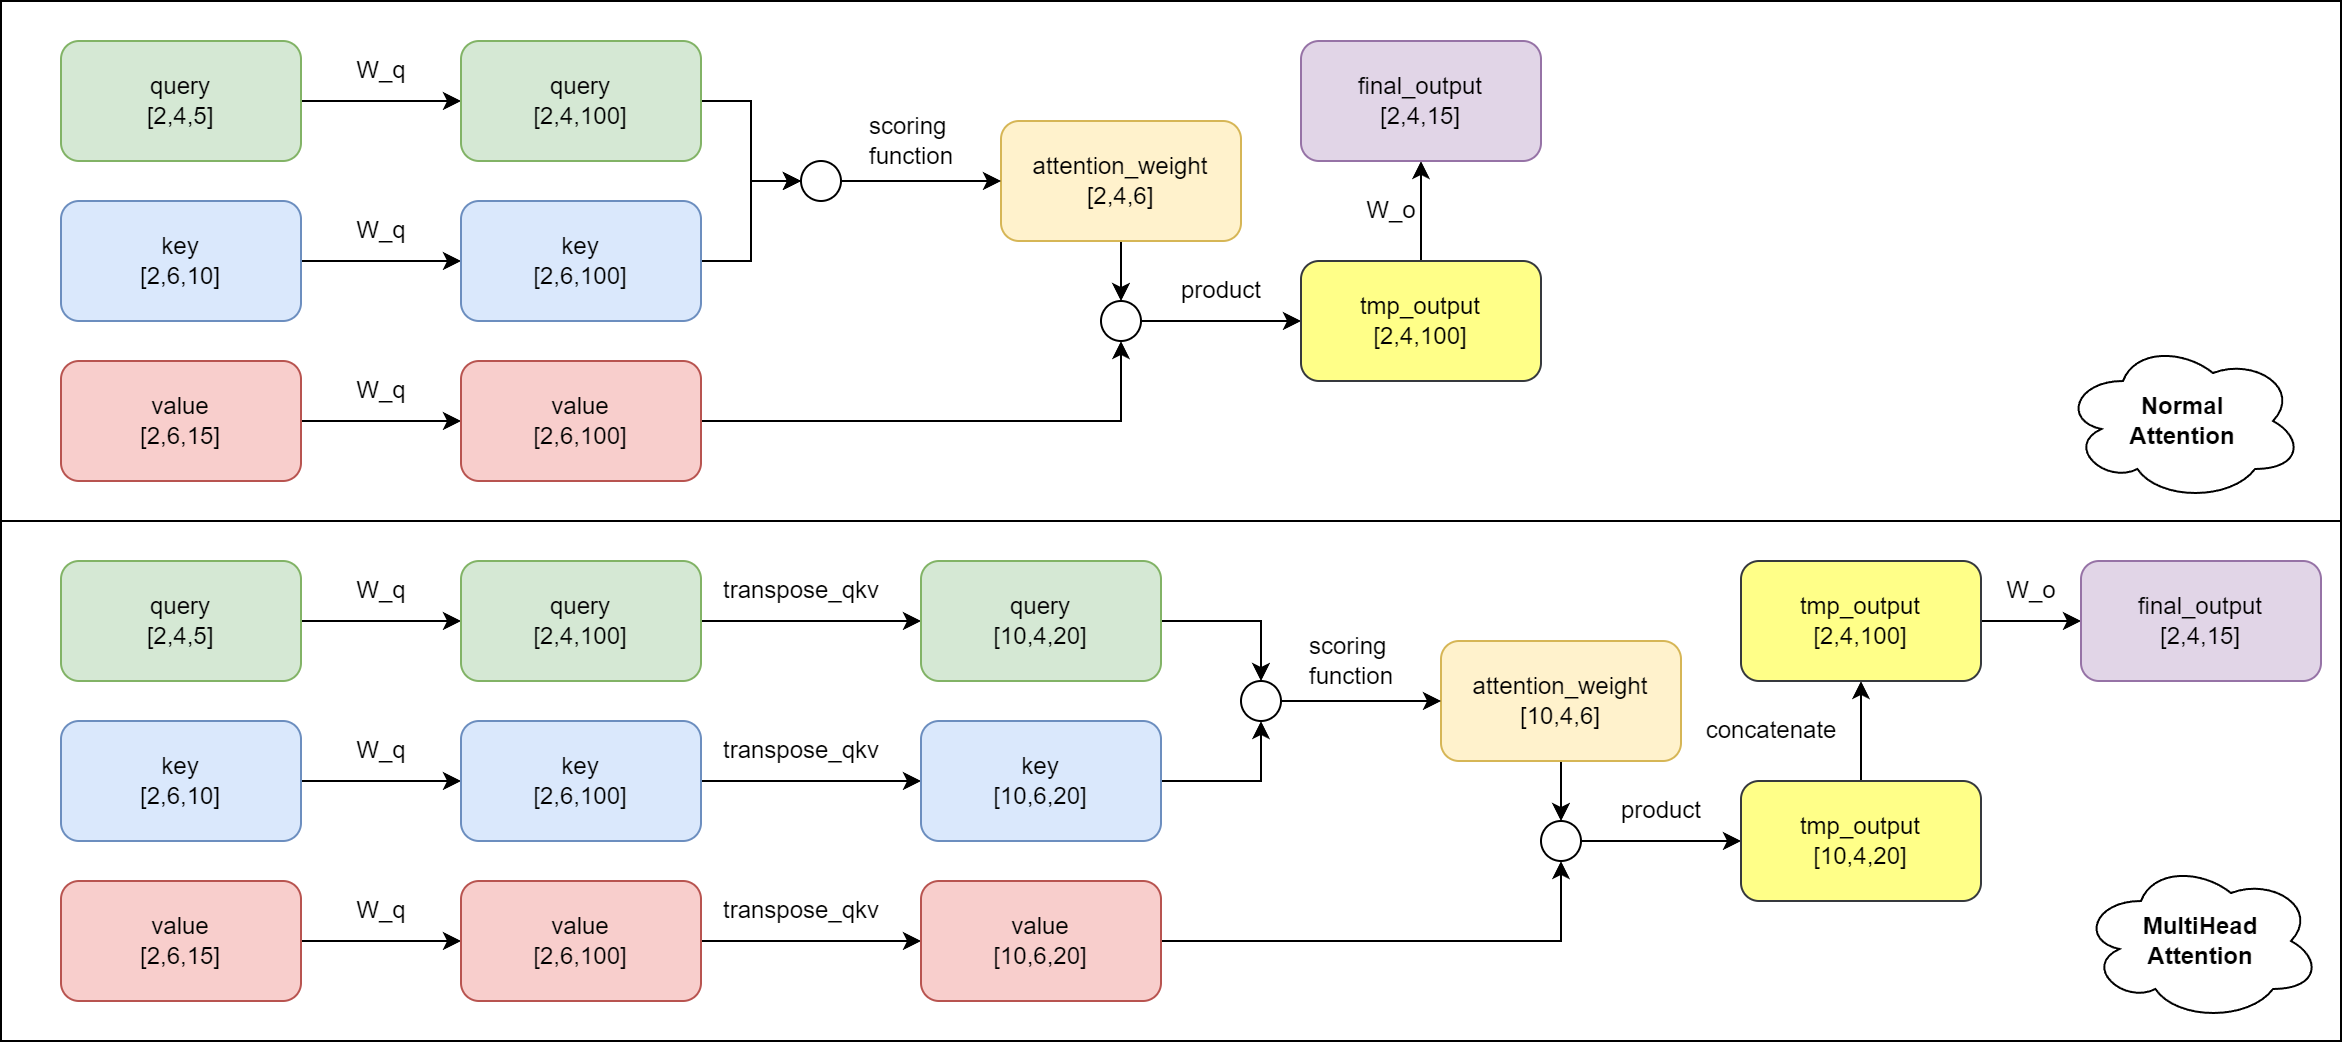 query
[2,4,5]
W_q
query
[2,4,100]
key
[2,6,10]
W_q
key
[2,6,100]
value
[2,6,15]
W_q
value
[2,6,100]
scoring
function
attention_weight
[2,4,6]
product
tmp_output
[2,4,100]
W_o
final_output
[2,4,15]
Normal
Attention
query
[2,4,5]
W_q
query
[2,4,100]
transpose_qkv
query
[10,4,20]
key
[2,6,10]
W_q
key
[2,6,100]
transpose_qkv
key
[10,6,20]
value
[2,6,15]
W_q
value
[2,6,100]
transpose_qkv
value
[10,6,20]
scoring
function
attention_weight
[10,4,6]
product
tmp_output
[10,4,20]
concatenate
tmp_output
[2,4,100]
W_o
final_output
[2,4,15]
MultiHead
Attention